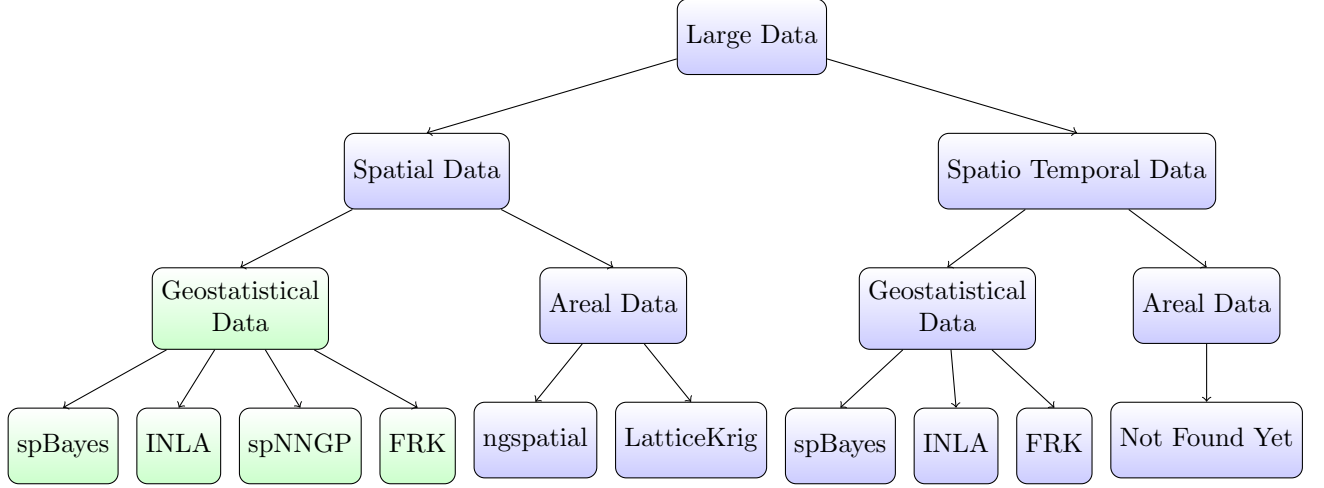 Large Data
Spatial Data
Spatio Temporal Data
Geostatistical
Data
Areal Data
Geostatistical
Data
Areal Data
spBayes
INLA
spNNGP
FRK
ngspatial
LatticeKrig
spBayes
INLA
FRK
Not Found Yet